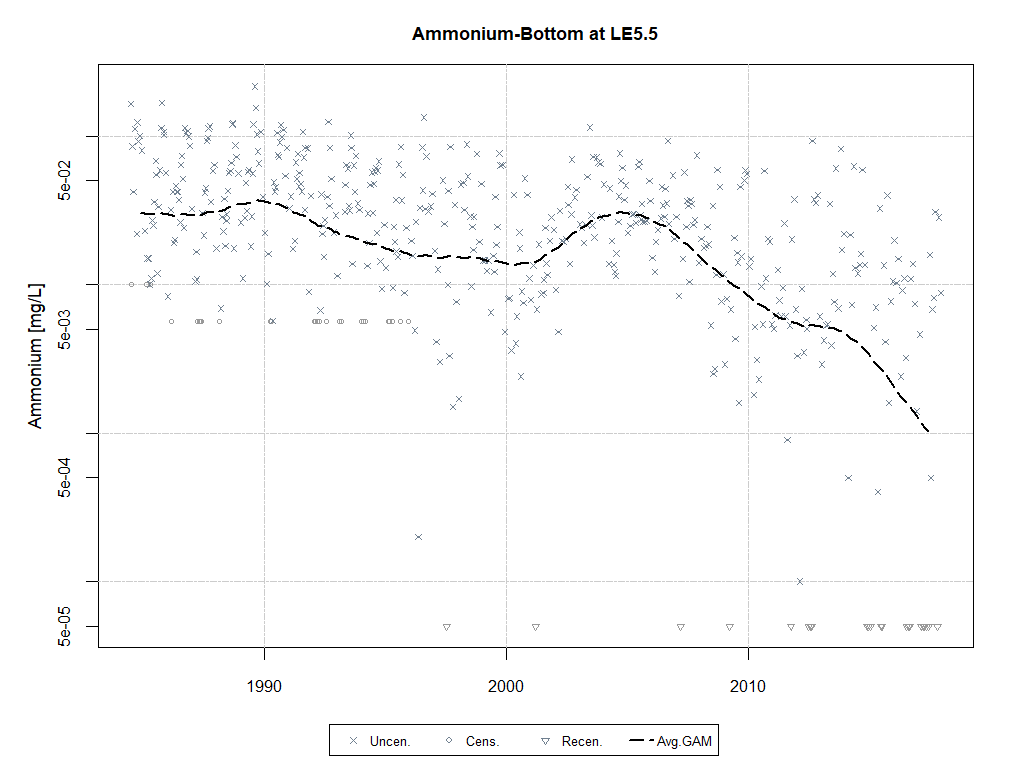 Ammonium-Bottom at LE5.5
Ammonium [mg/L]
5e-02
5e-03
5e-04
5e-05
1990 2000 2010
Uncen. Cens. Recen. Avg.GAM